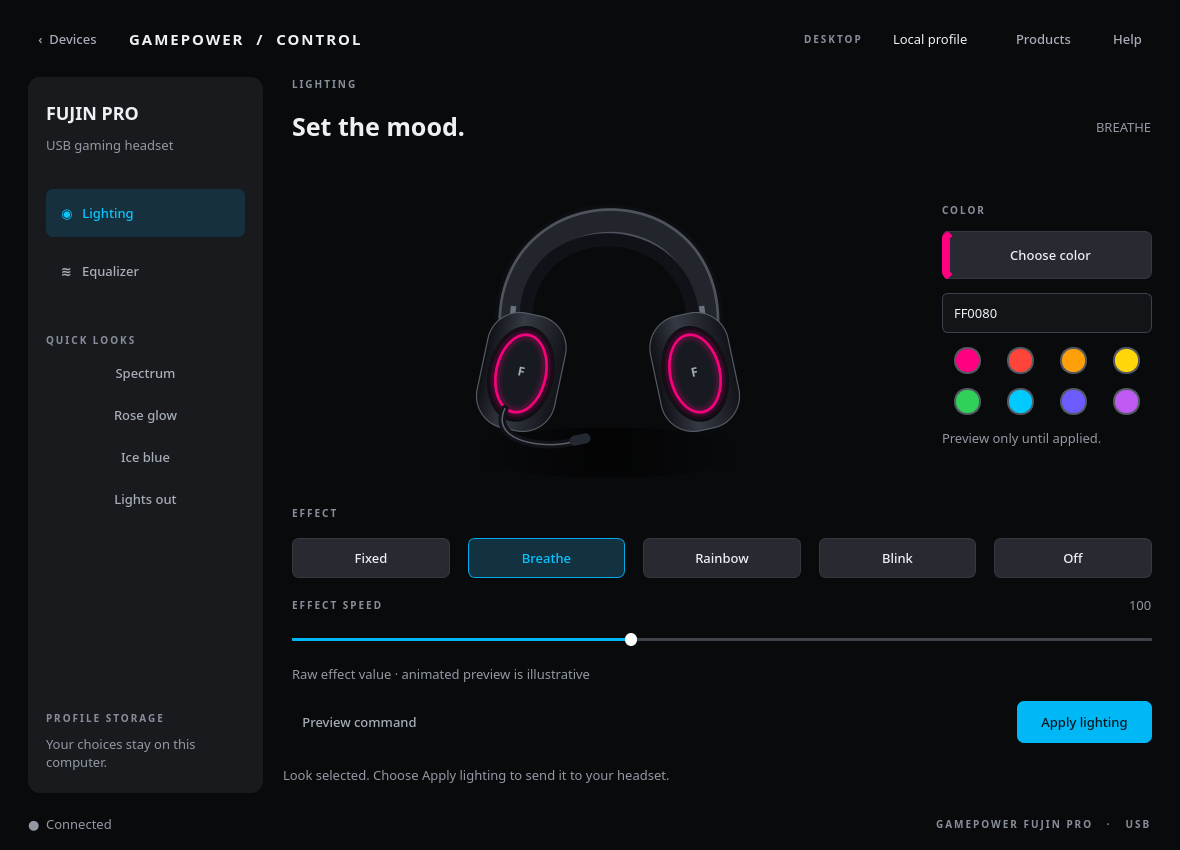 ‹ Devices
GAMEPOWER / CONTROL
DESKTOP
Local profile
Products
Help
FUJIN PRO
USB gaming headset
Lighting
Equalizer
QUICK LOOKS
Spectrum
Rose glow
Ice blue
Lights out
PROFILE STORAGE
Your choices stay on this
computer.
LIGHTING
Set the mood.
BREATHE
F
F
COLOR
Choose color
FF0080
Preview only until applied.
EFFECT
Fixed
Breathe
Rainbow
Blink
Off
EFFECT SPEED
100
Raw effect value · animated preview is illustrative
Preview command
Apply lighting
Look selected. Choose Apply lighting to send it to your headset.
Connected
GAMEPOWER FUJIN PRO · USB